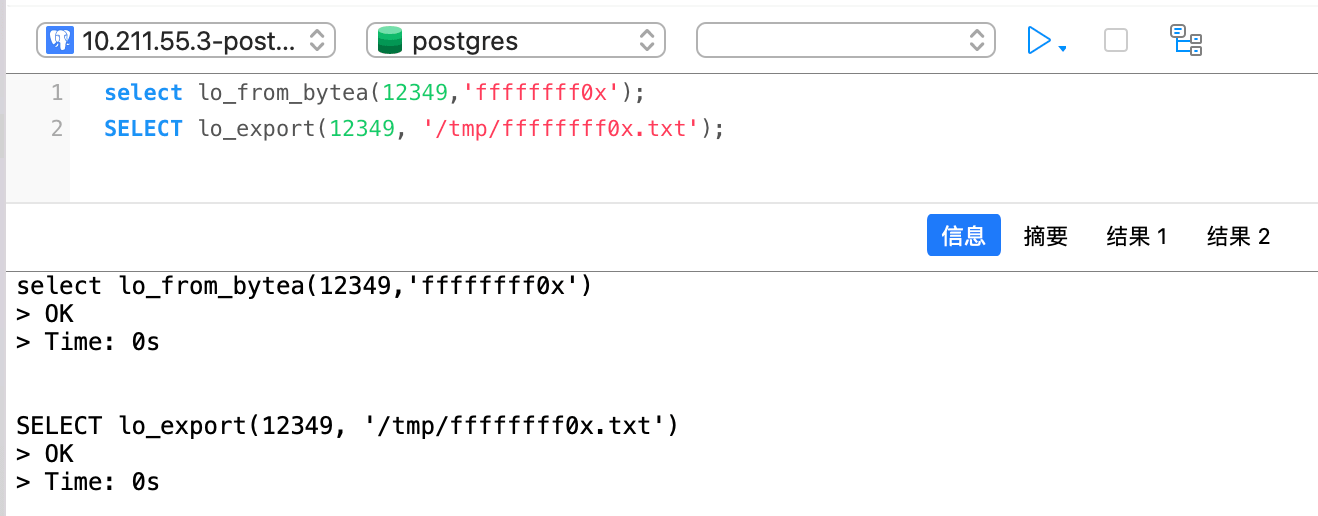 10.211.55.3-post... postgres
1 select lo_from_bytea(12349,'ffffffff0x');
2 SELECT lo_export(12349, '/tmp/ffffffff0x.txt');
信息 摘要 结果 1 结果 2
select lo_from_bytea(12349,'ffffffff0x')
> OK
> Time: 0s
SELECT lo_export(12349, '/tmp/ffffffff0x.txt')
> OK
> Time: 0s